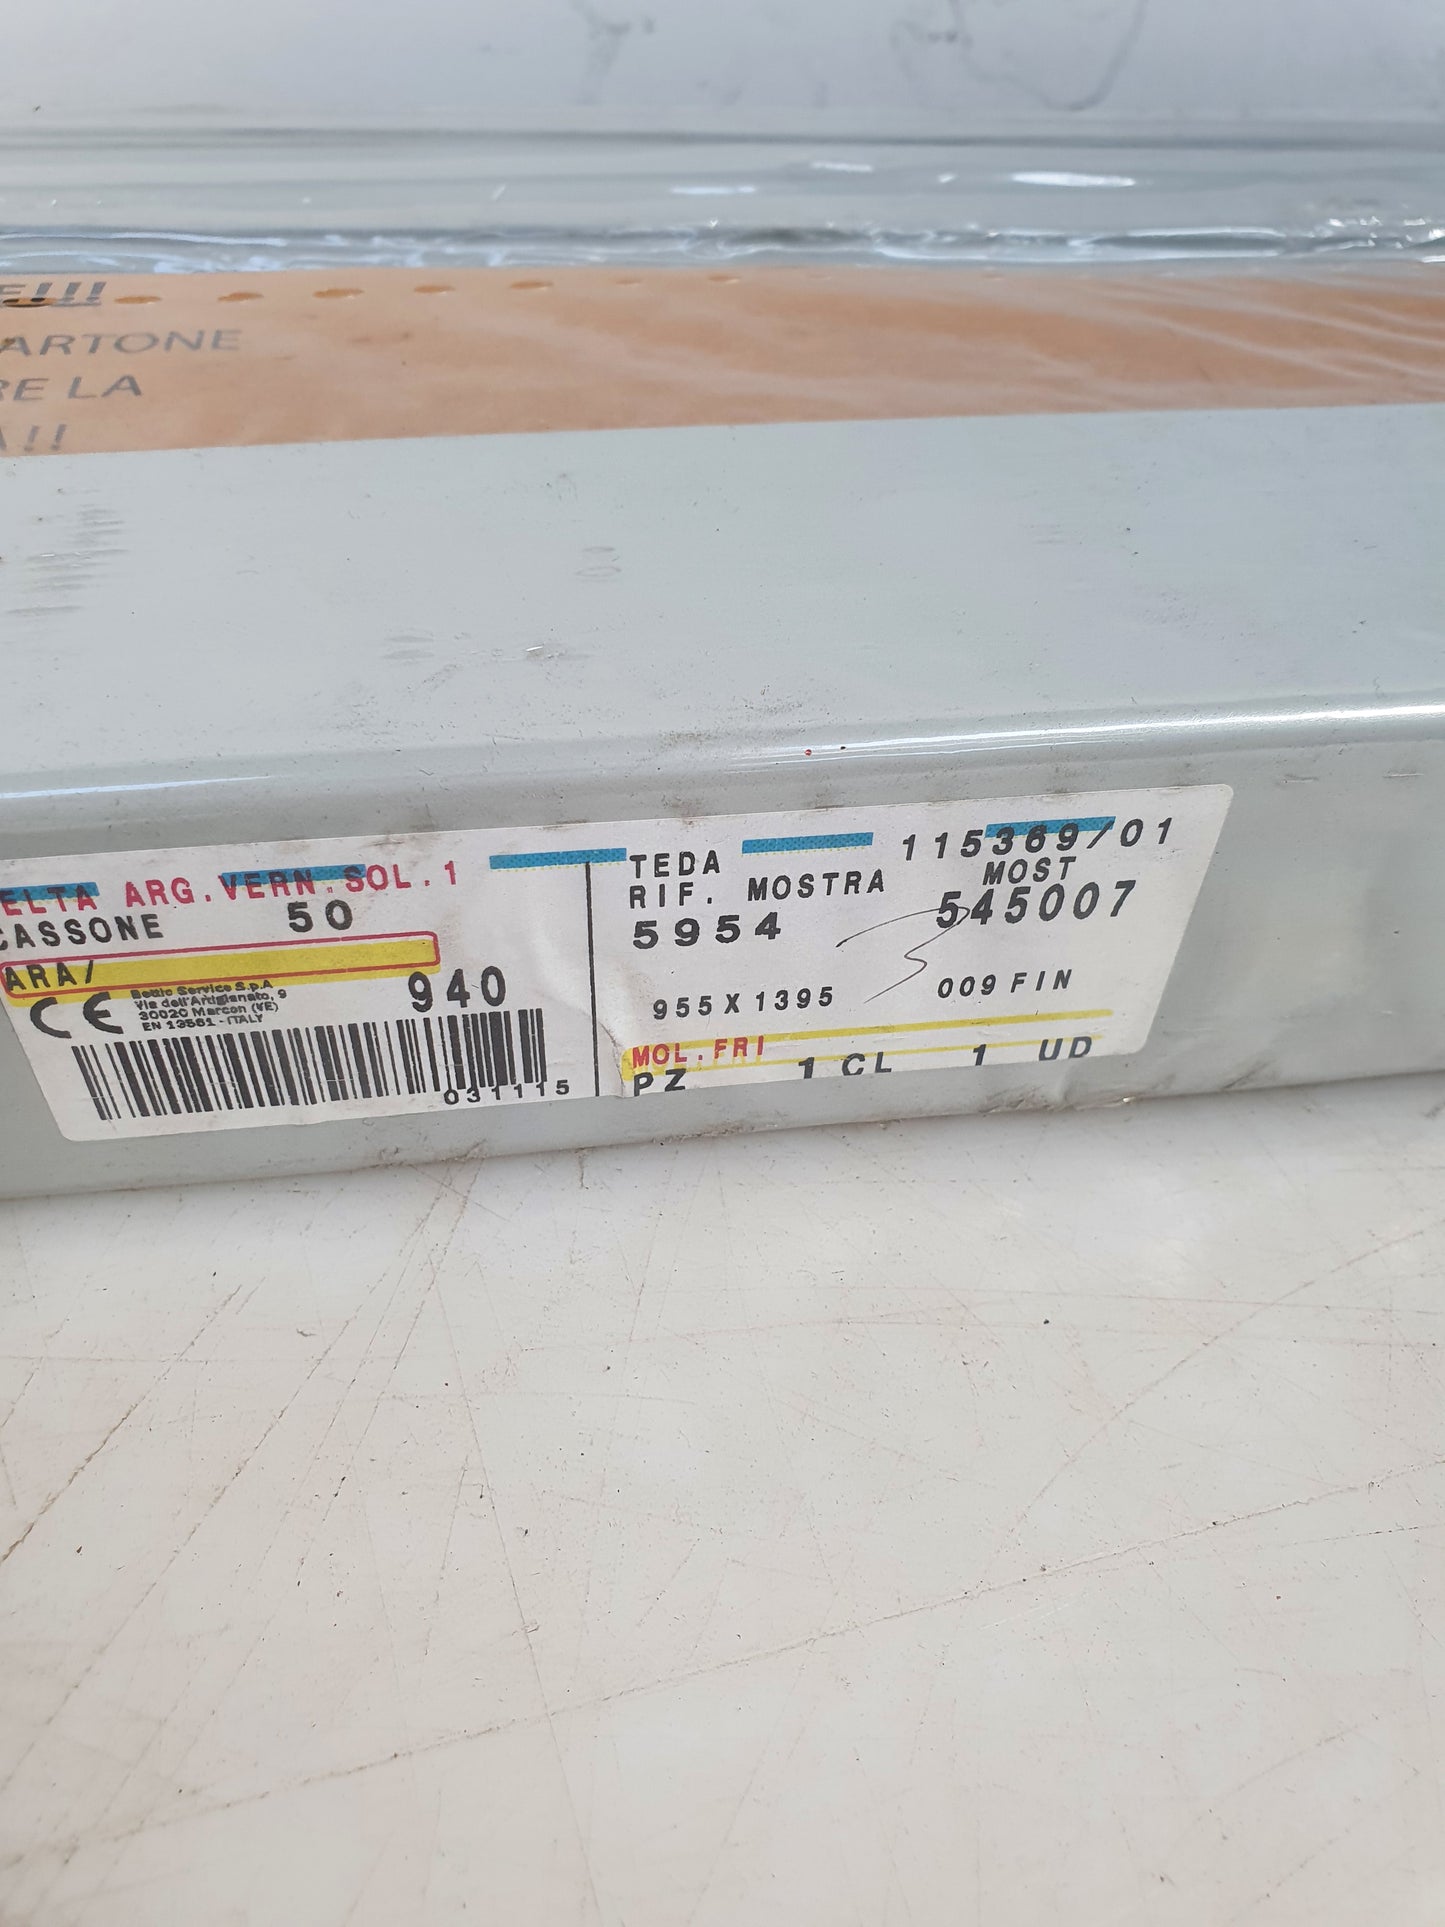 E!!!
ARTONE
RE LA
A!!
ELTA ARG.VERN.SOL.1
CASSONE 50
ARA/
CE
Bettio Service S.p.A
Via dell'Artigianato, 9
30020 Marcon (VE)
EN 13561 - ITALY
940
031115
TEDA 115369/01
RIF. MOSTRA MOST
5954 545007
955X1395 009FIN
MOL.FRI
PZ 1 CL 1 UD